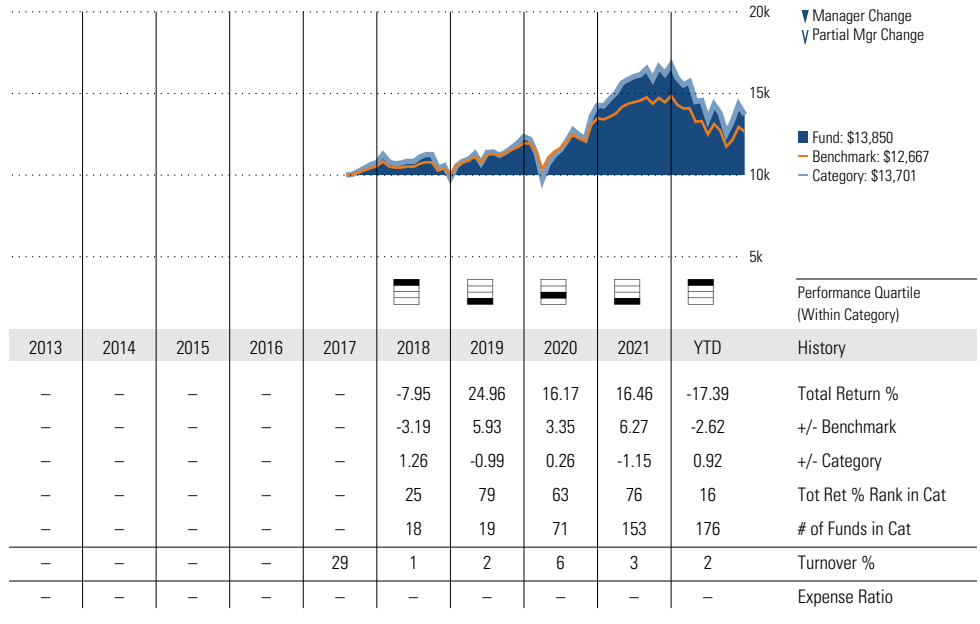 20k
▼ Manager Change
Partial Mgr Change
15k
Fund: $13,850
Benchmark: $12,667
Category: $13,701
10k
5k
Performance Quartile
(Within Category)
2013 2014 2015 2016 2017 2018 2019 2020 2021 YTD History
– – – – – -7.95 24.96 16.17 16.46 -17.39 Total Return %
– – – – – -3.19 5.93 3.35 6.27 -2.62 +/- Benchmark
– – – – – 1.26 -0.99 0.26 -1.15 0.92 +/- Category
– – – – – 25 79 63 76 16 Tot Ret % Rank in Cat
– – – – – 18 19 71 153 176 # of Funds in Cat
– – – – 29 1 2 6 3 2 Turnover %
– – – – – – – – – – Expense Ratio